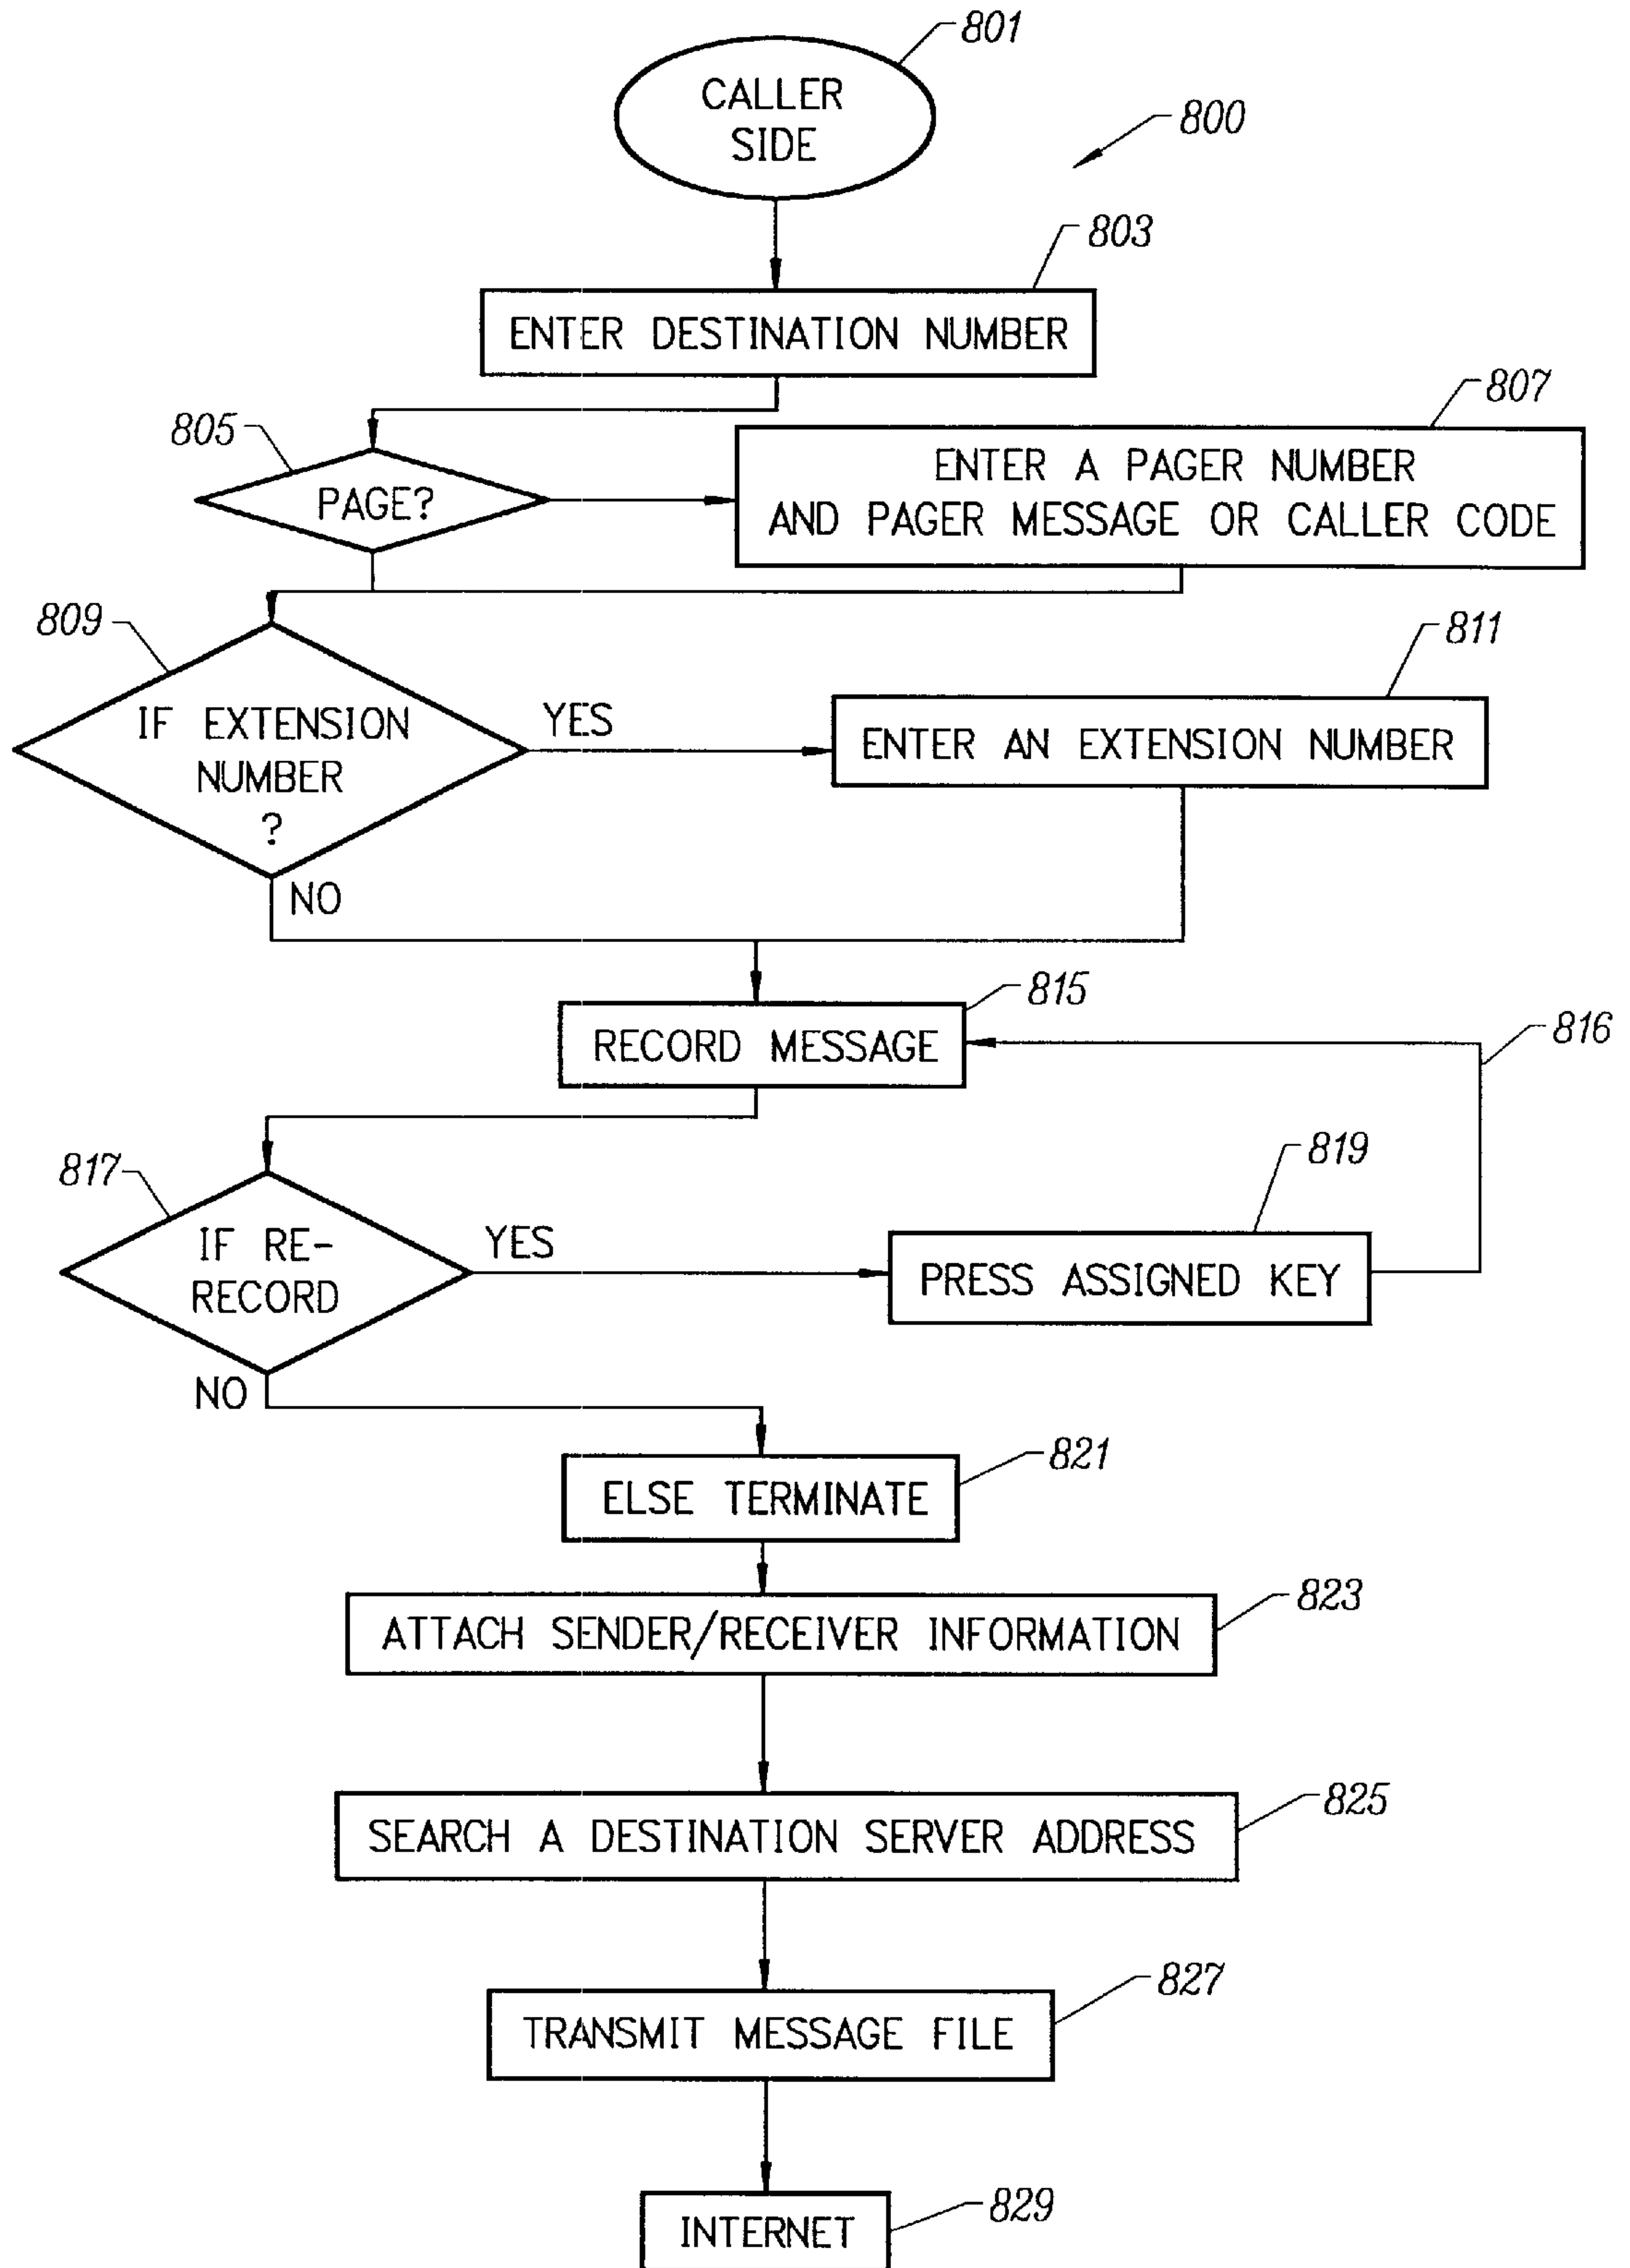 801
CALLER
SIDE
800
803
ENTER DESTINATION NUMBER
807
805
PAGE?
ENTER A PAGER NUMBER
AND PAGER MESSAGE OR CALLER CODE
809
811
IF EXTENSION
NUMBER
?
YES
ENTER AN EXTENSION NUMBER
NO
815
RECORD MESSAGE
816
817
819
IF RE-
RECORD
YES
PRESS ASSIGNED KEY
NO
821
ELSE TERMINATE
823
ATTACH SENDER/RECEIVER INFORMATION
825
SEARCH A DESTINATION SERVER ADDRESS
827
TRANSMIT MESSAGE FILE
829
INTERNET